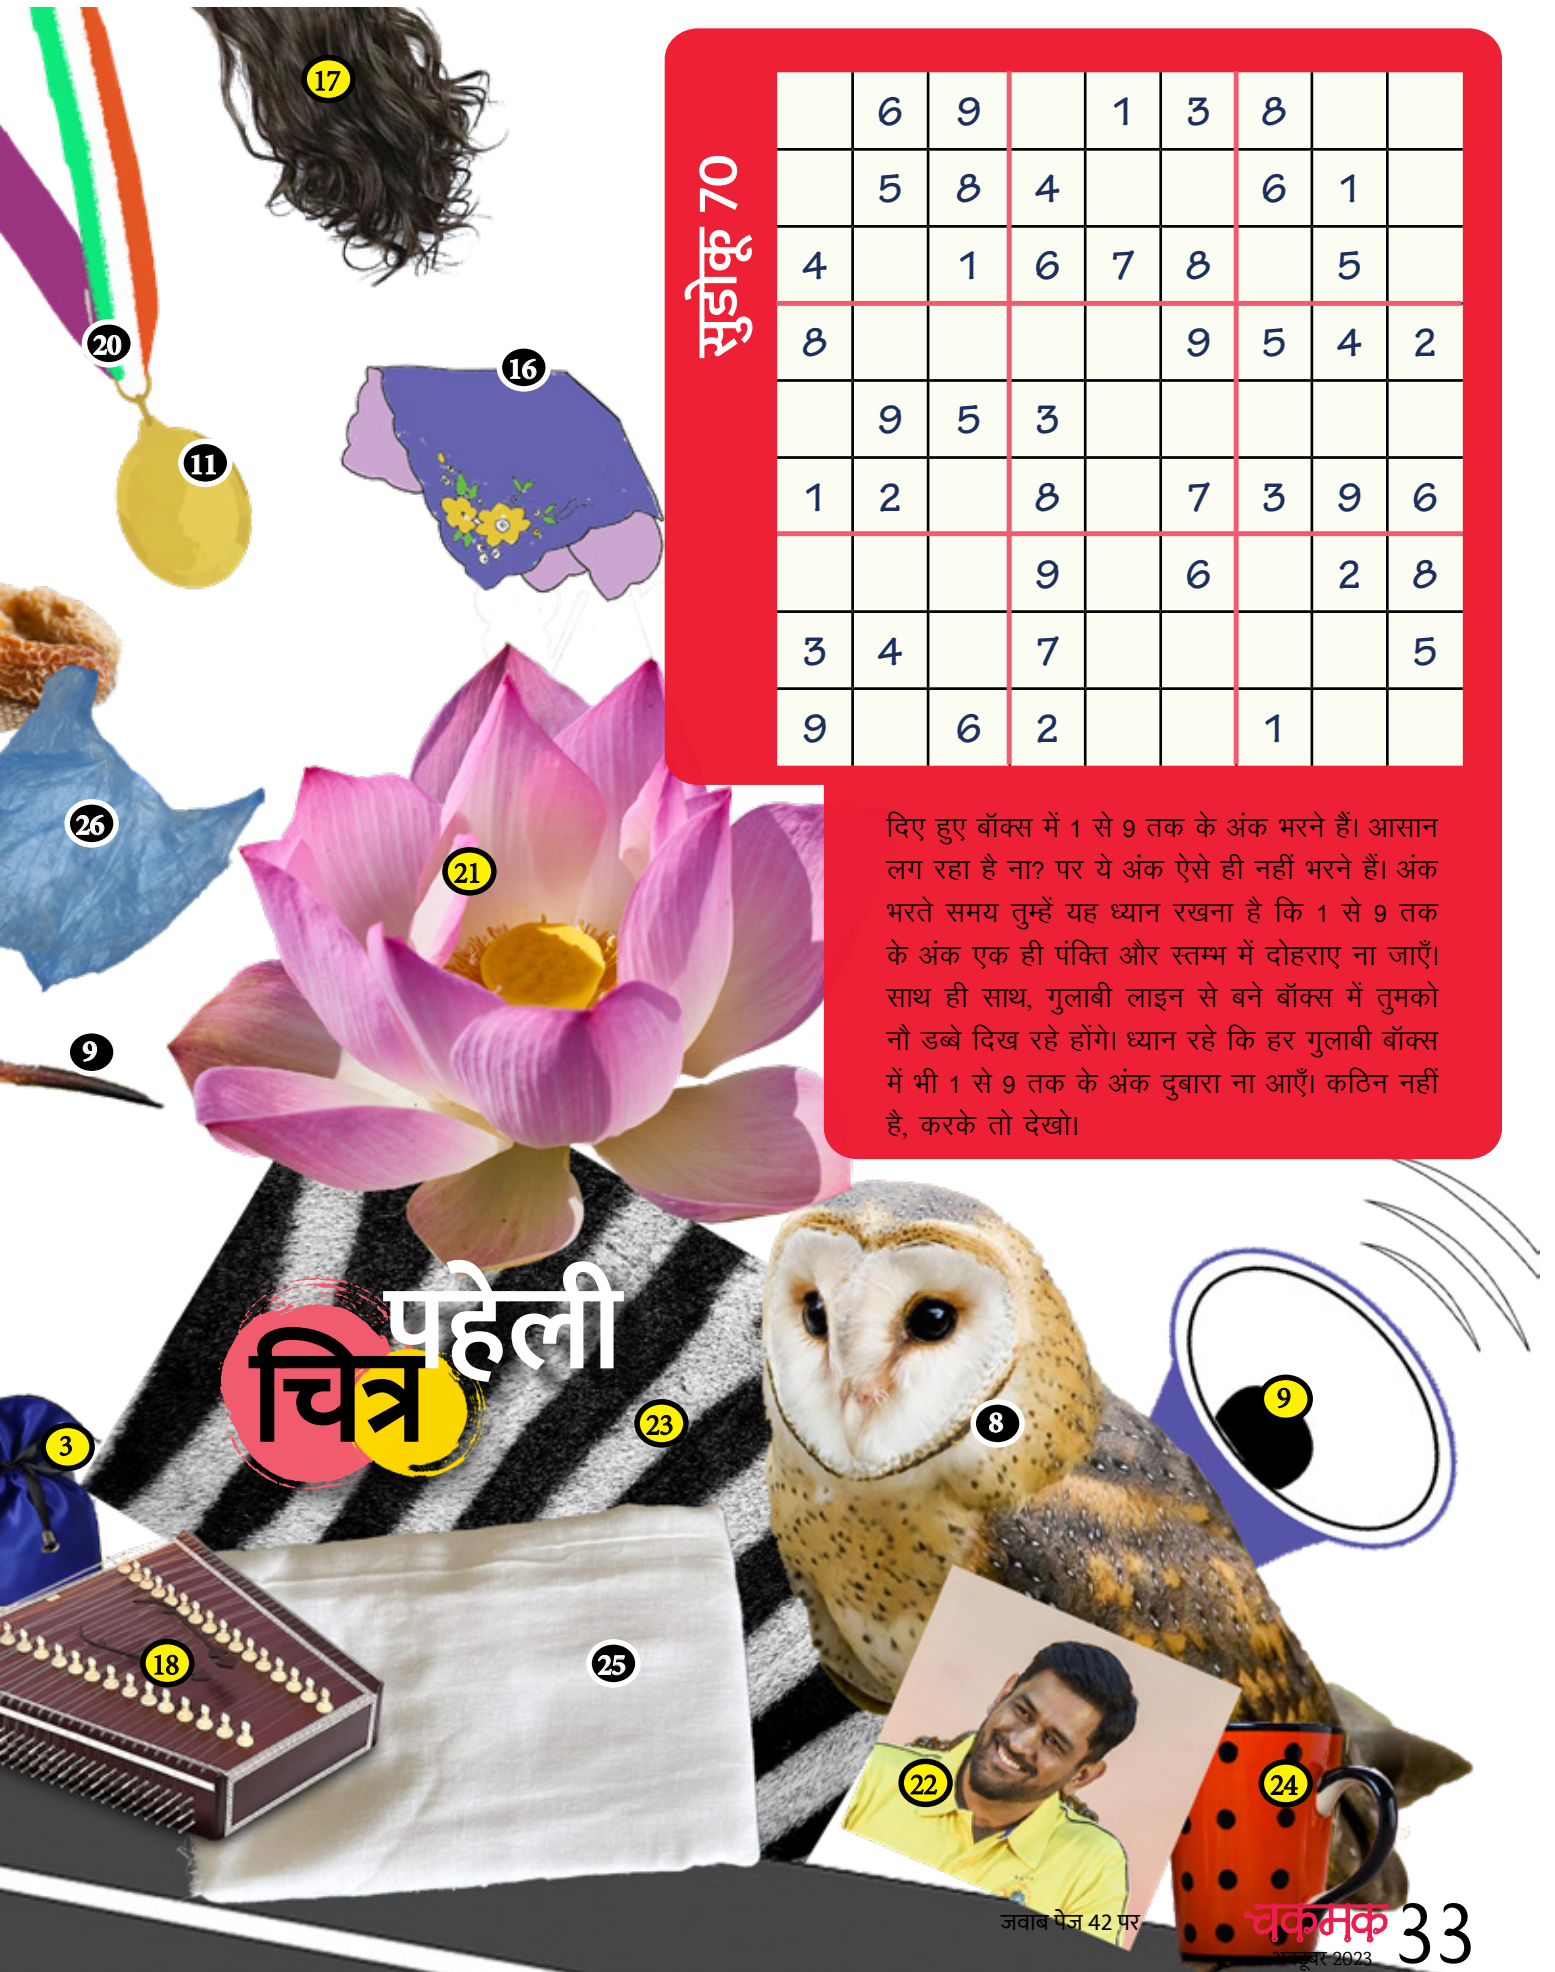 17
सुडोकू 70
6 9 1 3 8
5 8 4 6 1
4 1 6 7 8 5
8 9 5 4 2
9 5 3
1 2 8 7 3 9 6
9 6 2 8
3 4 7 5
9 6 2 1
20
16
11
26
21
9
दिए हुए बॉक्स में 1 से 9 तक के अंक भरने हैं। आसान
लग रहा है ना? पर ये अंक ऐसे ही नहीं भरने हैं। अंक
भरते समय तुम्हें यह ध्यान रखना है कि 1 से 9 तक
के अंक एक ही पंक्ति और स्तम्भ में दोहराए ना जाएँ।
साथ ही साथ, गुलाबी लाइन से बने बॉक्स में तुमको
नौ डब्बे दिख रहे होंगे। ध्यान रहे कि हर गुलाबी बॉक्स
में भी 1 से 9 तक के अंक दुबारा ना आएँ। कठिन नहीं
है, करके तो देखो।
चित्र पहेली
23
8
9
3
18
25
22
24
जवाब पेज 42 पर
चकमक 33
अक्टूबर 2023